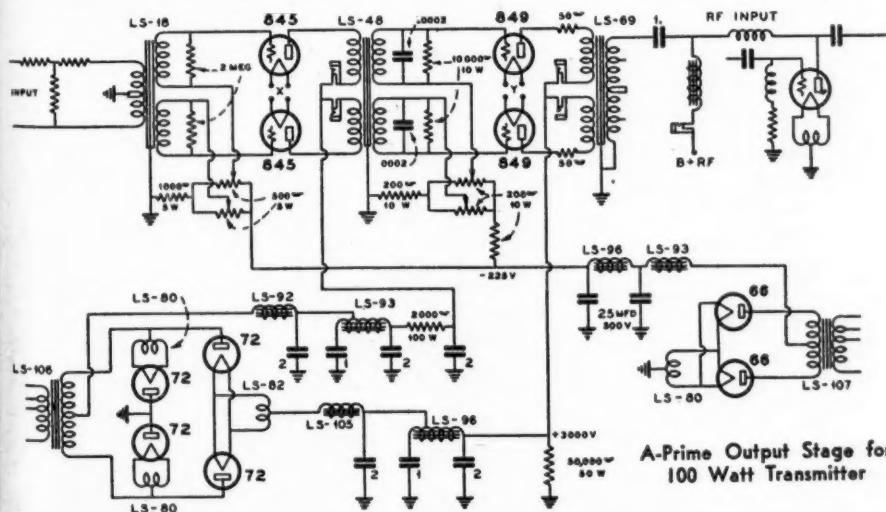 LS-18
845
LS-48
849
LS-69
RF INPUT
.0002
50
1.
2 MEG
10000
10 W
X
Y
INPUT
845
849
.0002
50
B+RF
1000
5 W
500
5 W
200
10 W
200
10 W
-225V
LS-96
LS-93
LS-80
LS-92
LS-93
2000
100 W
25 MFD
500 V
66
66
72
72
2
1
2
2
LS-106
LS-82
LS-80
LS-107
72
72
LS-105
LS-96
+3000V
2
1
2
50,000
50 W
LS-80
A-Prime Output Stage for
100 Watt Transmitter